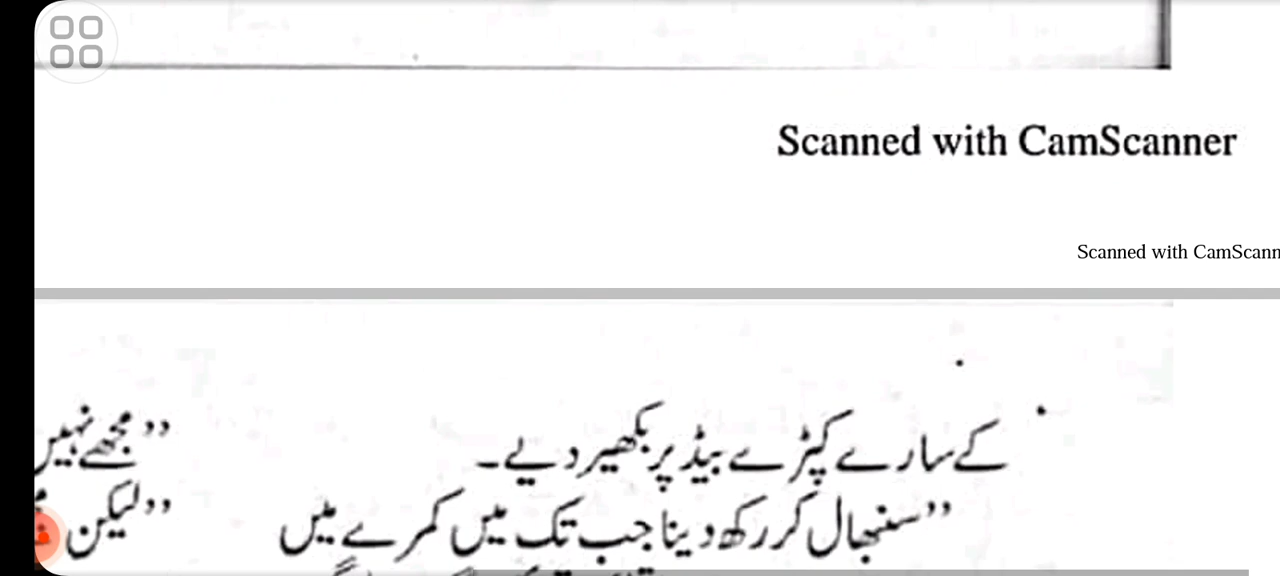 Scanned with CamScanner
Scanned with CamScann
کے سارے کپڑے بیڈ پر بکھیر دیے۔
”سنبھال کر رکھ دینا جب تک میں کمرے میں
”مجھے نہیں
”لیکن